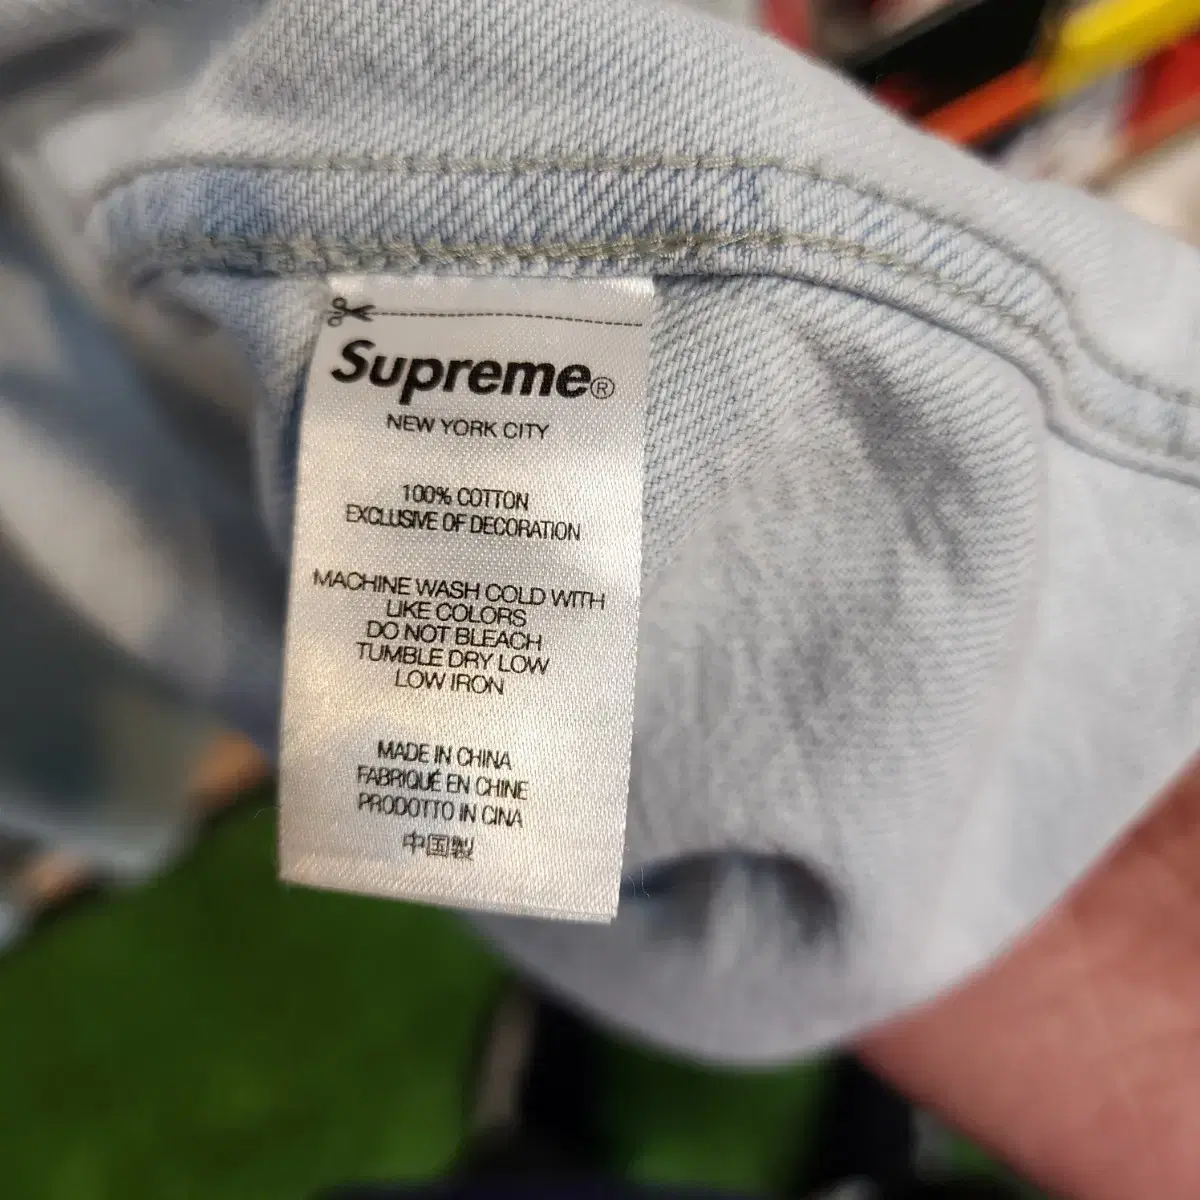 Supreme®
NEW YORK CITY
100% COTTON
EXCLUSIVE OF DECORATION
MACHINE WASH COLD WITH
LIKE COLORS
DO NOT BLEACH
TUMBLE DRY LOW
LOW IRON
MADE IN CHINA
FABRIQUÉ EN CHINE
PRODOTTO IN CINA
中国製